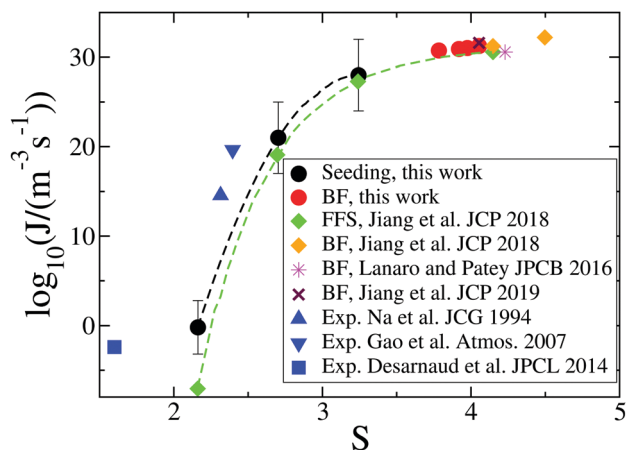 log10(J/(m-3 s-1))
30
20
10
0
Seeding, this work
BF, this work
FFS, Jiang et al. JCP 2018
BF, Jiang et al. JCP 2018
BF, Lanaro and Patey JPCB 2016
BF, Jiang et al. JCP 2019
Exp. Na et al. JCG 1994
Exp. Gao et al. Atmos. 2007
Exp. Desarnaud et al. JPCL 2014
2 3 4 5
S